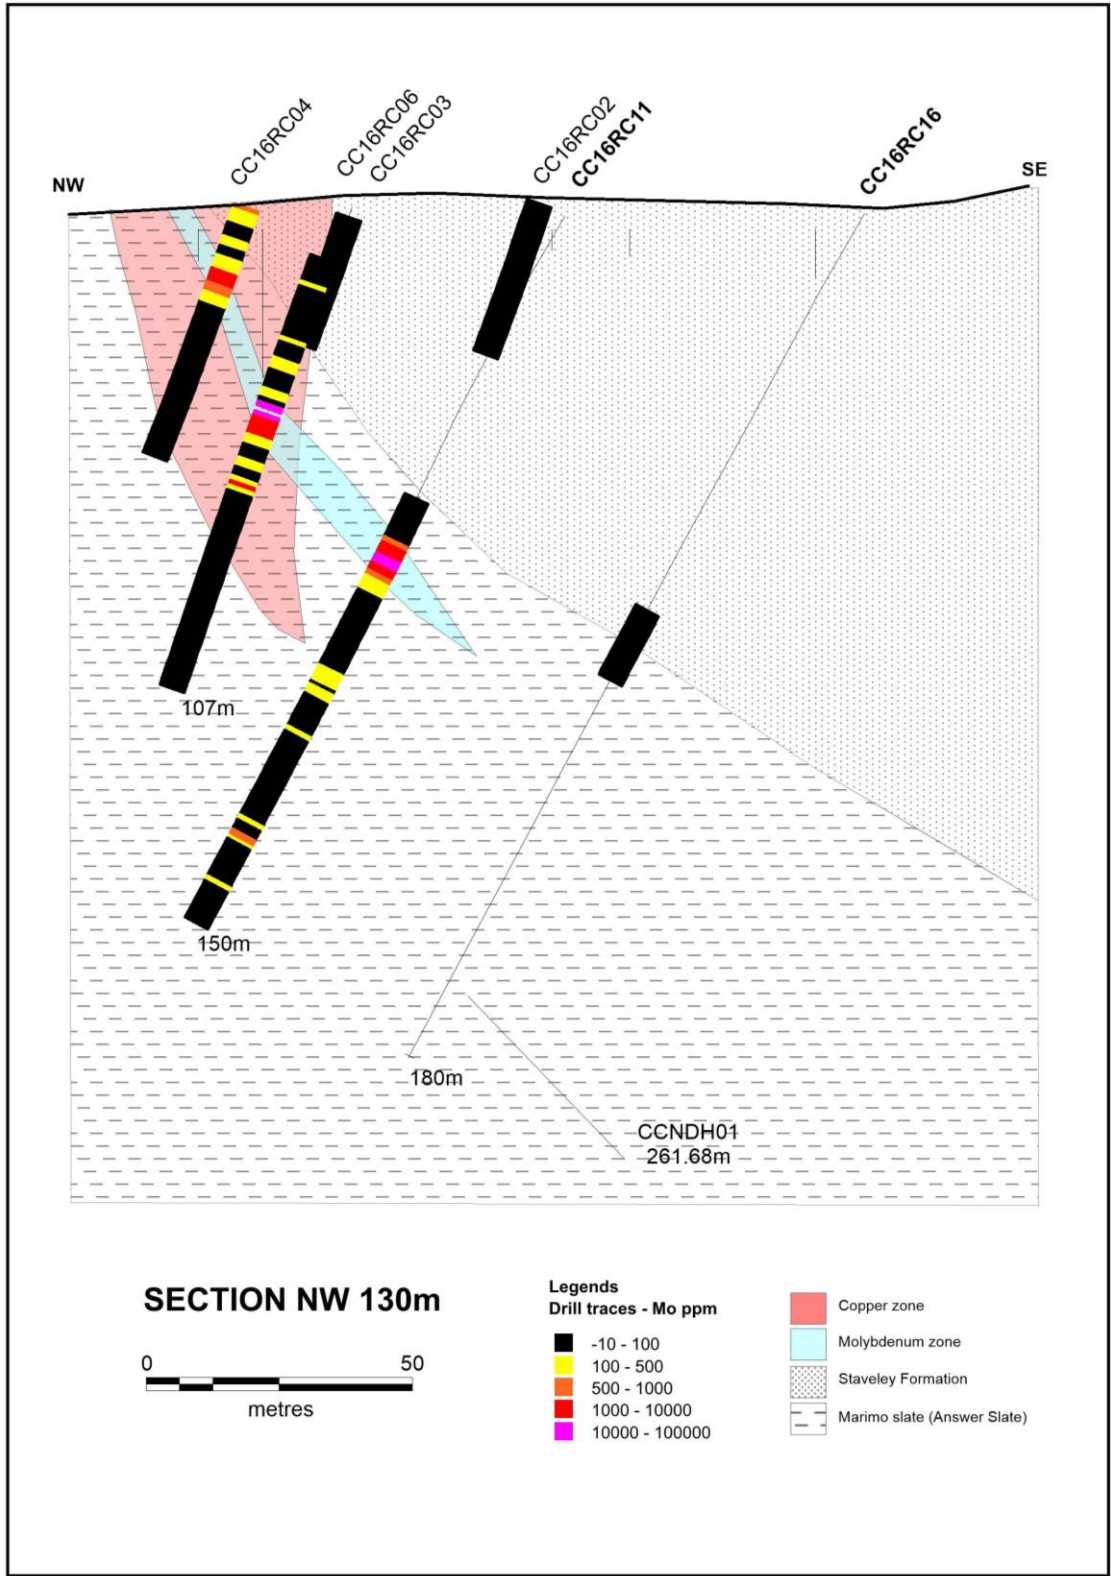 CC16RC04
CC16RC06
CC16RC03
CC16RC02
CC16RC11
CC16RC16
NW
SE
107m
150m
180m
CCNDH01
261.68m
SECTION NW 130m
0 50
metres
Legends
Drill traces - Mo ppm
-10 - 100
100 - 500
500 - 1000
1000 - 10000
10000 - 100000
Copper zone
Molybdenum zone
Staveley Formation
Marimo slate (Answer Slate)